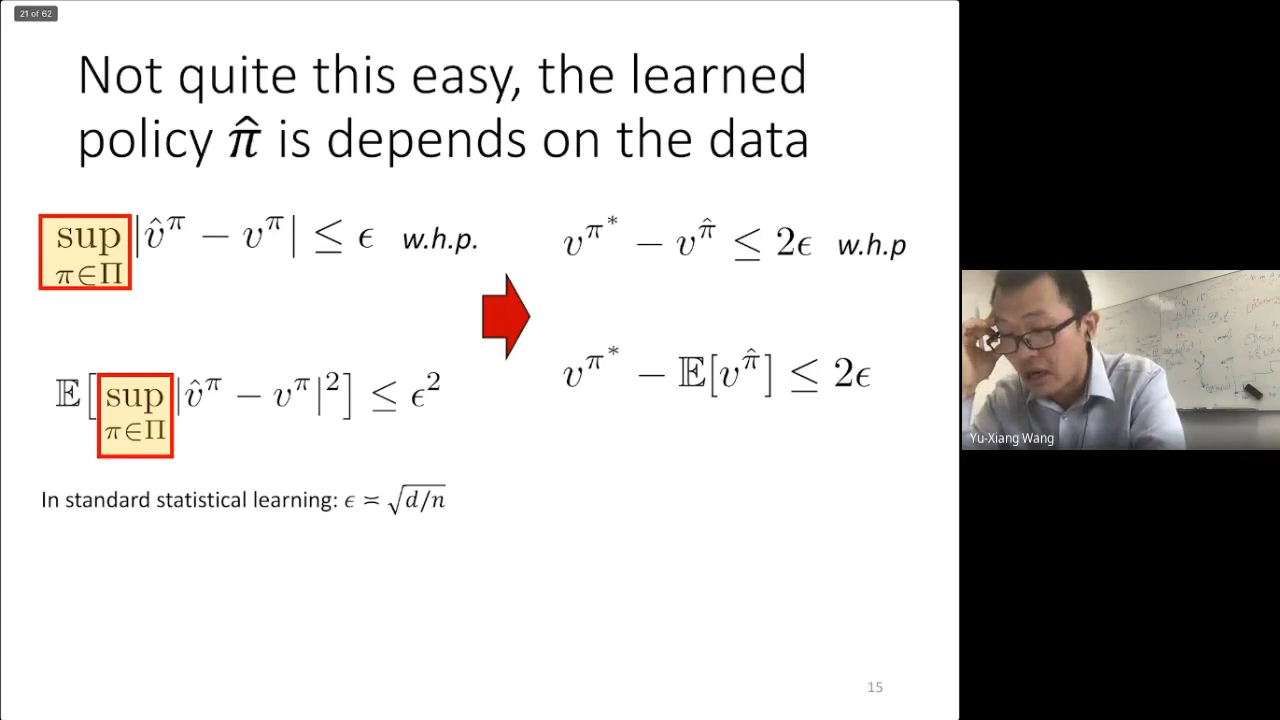 21 of 62
Not quite this easy, the learned
policy π̂ is depends on the data
sup_{π∈Π} |v̂^π − v^π| ≤ ϵ w.h.p.
v^{π*} − v^{π̂} ≤ 2ϵ w.h.p
𝔼[sup_{π∈Π} |v̂^π − v^π|²] ≤ ϵ²
v^{π*} − 𝔼[v^{π̂}] ≤ 2ϵ
In standard statistical learning: ϵ ≍ √(d/n)
15
Yu-Xiang Wang